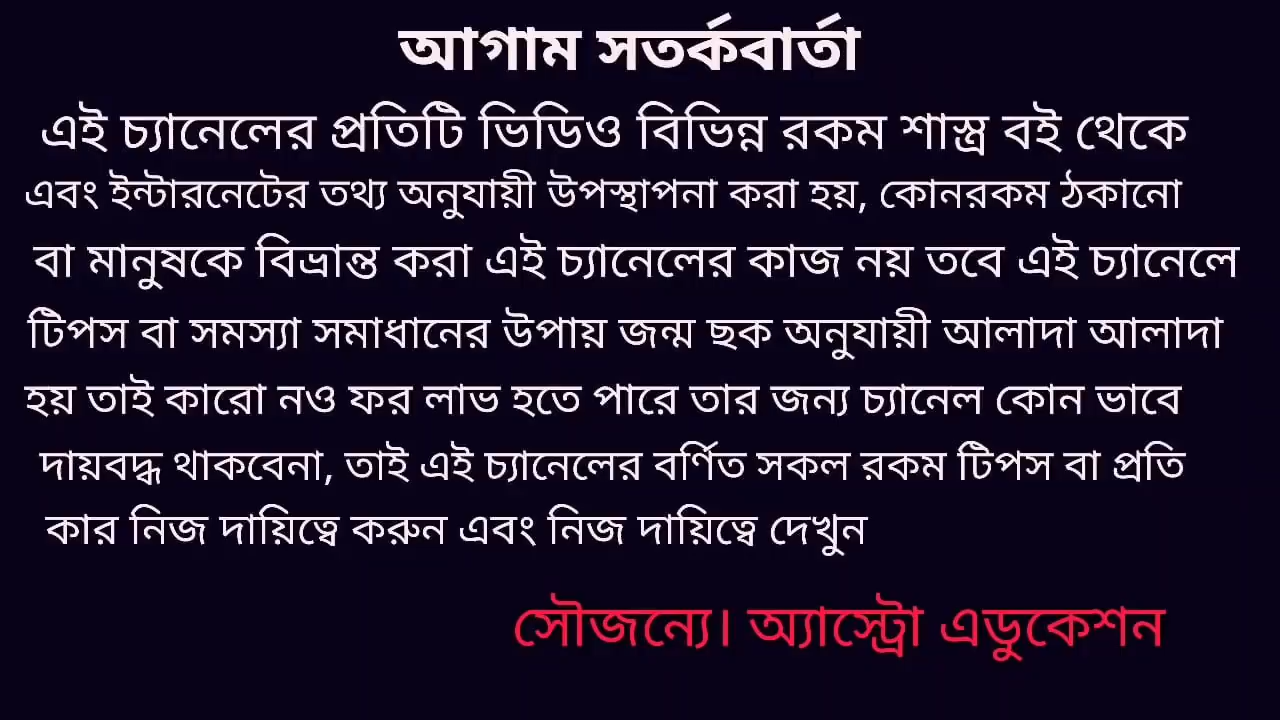 আগাম সতর্কবার্তা
এই চ্যানেলের প্রতিটি ভিডিও বিভিন্ন রকম শাস্ত্র বই থেকে
এবং ইন্টারনেটের তথ্য অনুযায়ী উপস্থাপনা করা হয়, কোনরকম ঠকানো
বা মানুষকে বিভ্রান্ত করা এই চ্যানেলের কাজ নয় তবে এই চ্যানেলে
টিপস বা সমস্যা সমাধানের উপায় জন্ম ছক অনুযায়ী আলাদা আলাদা
হয় তাই কারো নও ফর লাভ হতে পারে তার জন্য চ্যানেল কোন ভাবে
দায়বদ্ধ থাকবেনা, তাই এই চ্যানেলের বর্ণিত সকল রকম টিপস বা প্রতি
কার নিজ দায়িত্বে করুন এবং নিজ দায়িত্বে দেখুন
সৌজন্যে। অ্যাস্ট্রো এডুকেশন